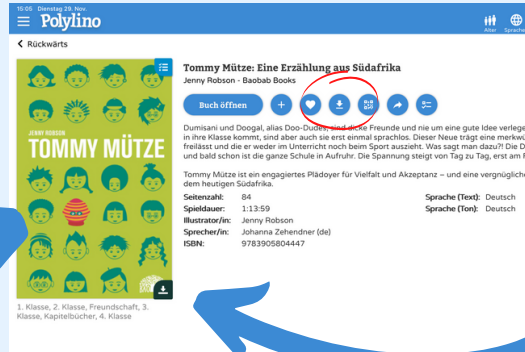 15:05 Dienstag 29. Nov.
Polylino
Alter
Sprache
Rückwärts
JENNY ROBSON
TOMMY MÜTZE
Tommy Mütze: Eine Erzählung aus Südafrika
Jenny Robson - Baobab Books
Buch öffnen
Dumisani und Doogal, alias Doo-Dudes, sind dicke Freunde und nie um eine gute Idee verlege
in ihre Klasse kommt, sind aber auch sie erst einmal sprachlos. Dieser Neue trägt eine merkwü
freilässt und die er weder im Unterricht noch beim Sport auszieht. Was sagt man dazu?! Die D
und bald schon ist die ganze Schule in Aufruhr. Die Spannung steigt von Tag zu Tag, erst am F
Tommy Mütze ist ein engagiertes Plädoyer für Vielfalt und Akzeptanz – und eine vergnügliche
dem heutigen Südafrika.
Seitenzahl: 84 Sprache (Text): Deutsch
Spieldauer: 1:13:59 Sprache (Ton): Deutsch
Illustrator/in: Jenny Robson
Sprecher/in: Johanna Zehendner (de)
ISBN: 9783905804447
1. Klasse, 2. Klasse, Freundschaft, 3.
Klasse, Kapitelbücher, 4. Klasse